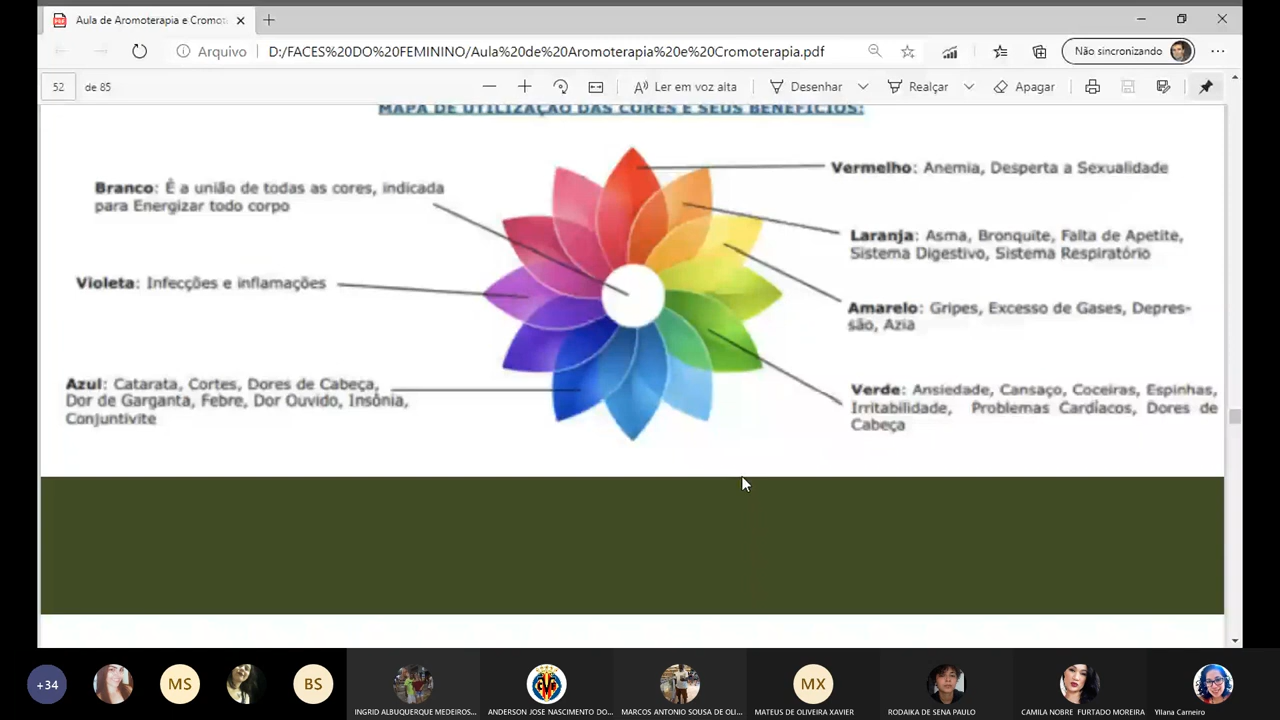 Aula de Aromoterapia e Cromot
Arquivo
D:/FACES%20DO%20FEMININO/Aula%20de%20Aromoterapia%20e%20Cromoterapia.pdf
Não sincronizando
52
de 85
Ler em voz alta
Desenhar
Realçar
Apagar
MAPA DE UTILIZAÇÃO DAS CORES E SEUS BENEFÍCIOS:
Branco: É a união de todas as cores, indicada
para Energizar todo corpo
Violeta: Infecções e inflamações
Azul: Catarata, Cortes, Dores de Cabeça,
Dor de Garganta, Febre, Dor Ouvido, Insônia,
Conjuntivite
Vermelho: Anemia, Desperta a Sexualidade
Laranja: Asma, Bronquite, Falta de Apetite,
Sistema Digestivo, Sistema Respiratório
Amarelo: Gripes, Excesso de Gases, Depres-
são, Azia
Verde: Ansiedade, Cansaço, Coceiras, Espinhas,
Irritabilidade, Problemas Cardíacos, Dores de
Cabeça
+34
MS
BS
MX
INGRID ALBUQUERQUE MEDEIROS...
ANDERSON JOSE NASCIMENTO DO...
MARCOS ANTONIO SOUSA DE OLI...
MATEUS DE OLIVEIRA XAVIER
RODAIKA DE SENA PAULO
CAMILA NOBRE FURTADO MOREIRA
Yllana Carneiro